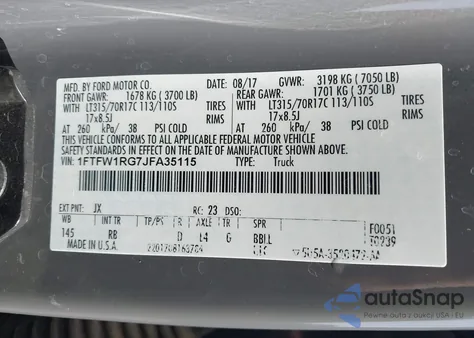 MFD. BY FORD MOTOR CO. 08/17 GVWR: 3198 KG (7050 LB)
FRONT GAWR: 1678 KG (3700 LB) REAR GAWR: 1701 KG (3750 LB)
WITH LT315/70R17C 113/110S TIRES WITH LT315/70R17C 113/110S TIRES
17x8.5J RIMS 17x8.5J RIMS
AT 260 kPa/ 38 PSI COLD AT 260 kPa/ 38 PSI COLD
THIS VEHICLE CONFORMS TO ALL APPLICABLE FEDERAL MOTOR VEHICLE
SAFETY STANDARDS IN EFFECT ON THE DATE OF MANUFACTURE SHOWN ABOVE.
VIN: 1FTFW1RG7JFA35115 TYPE: Truck
EXT PNT: JX RC: 23 DSO:
WB INT TR TP/PS R AXLE TR SPR F0051
145 RB D L4 G BBLL
MADE IN U.S.A.
autoSnap